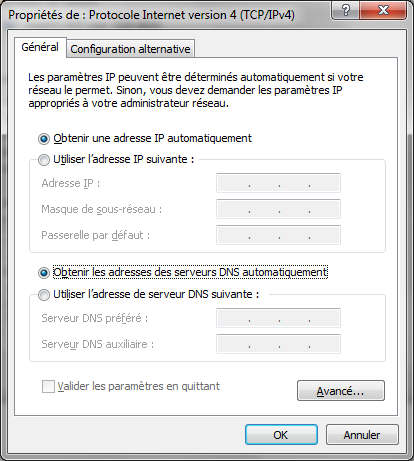 Propriétés de : Protocole Internet version 4 (TCP/IPv4)
Général
Configuration alternative
Les paramètres IP peuvent être déterminés automatiquement si votre
réseau le permet. Sinon, vous devez demander les paramètres IP
appropriés à votre administrateur réseau.
Obtenir une adresse IP automatiquement
Utiliser l'adresse IP suivante :
Adresse IP :
Masque de sous-réseau :
Passerelle par défaut :
Obtenir les adresses des serveurs DNS automatiquement
Utiliser l'adresse de serveur DNS suivante :
Serveur DNS préféré :
Serveur DNS auxiliaire :
Valider les paramètres en quittant
Avancé...
OK
Annuler